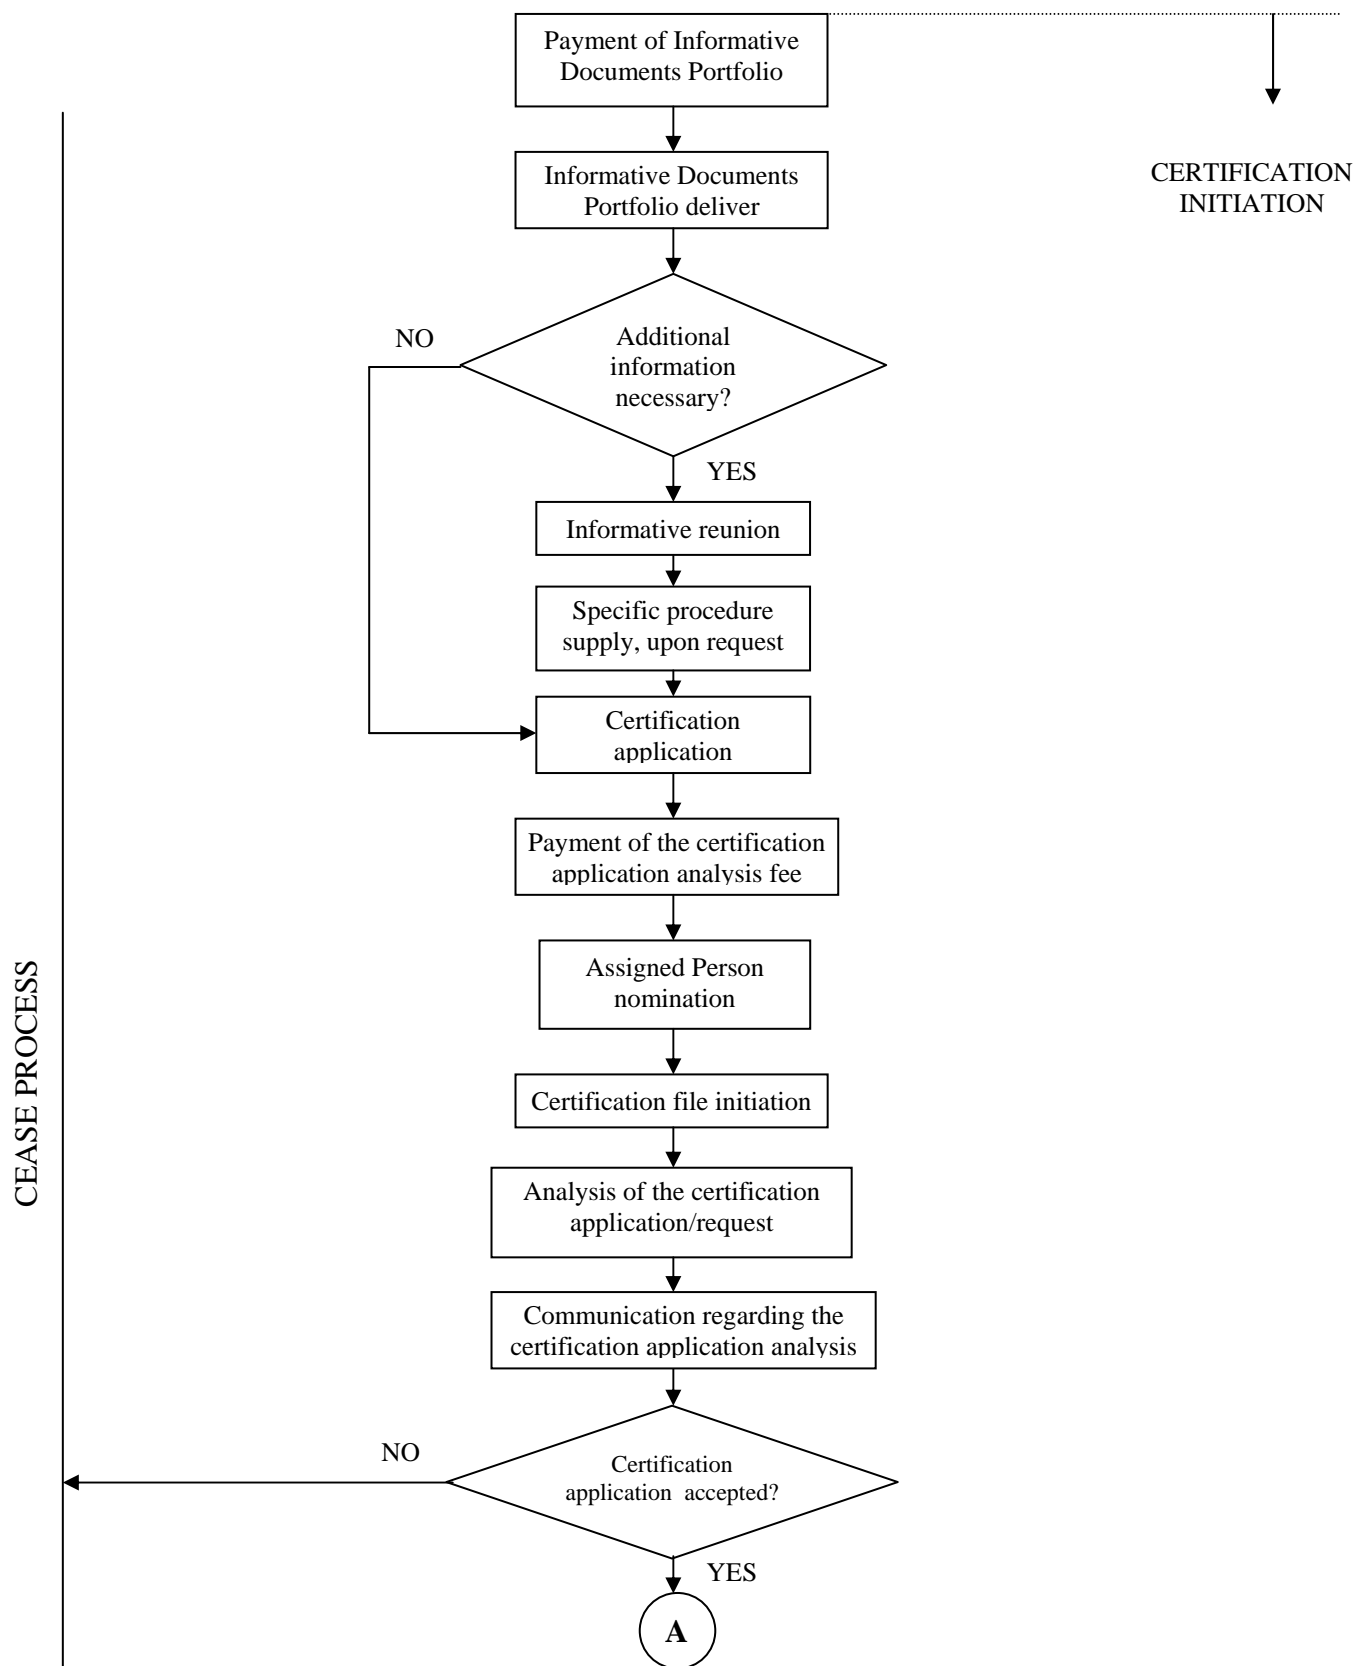 Payment of Informative
Documents Portfolio
CERTIFICATION
INITIATION
Informative Documents
Portfolio deliver
NO
Additional
information
necessary?
YES
Informative reunion
Specific procedure
supply, upon request
Certification
application
Payment of the certification
application analysis fee
Assigned Person
nomination
CEASE PROCESS
Certification file initiation
Analysis of the certification
application/request
Communication regarding the
certification application analysis
NO
Certification
application accepted?
YES
A